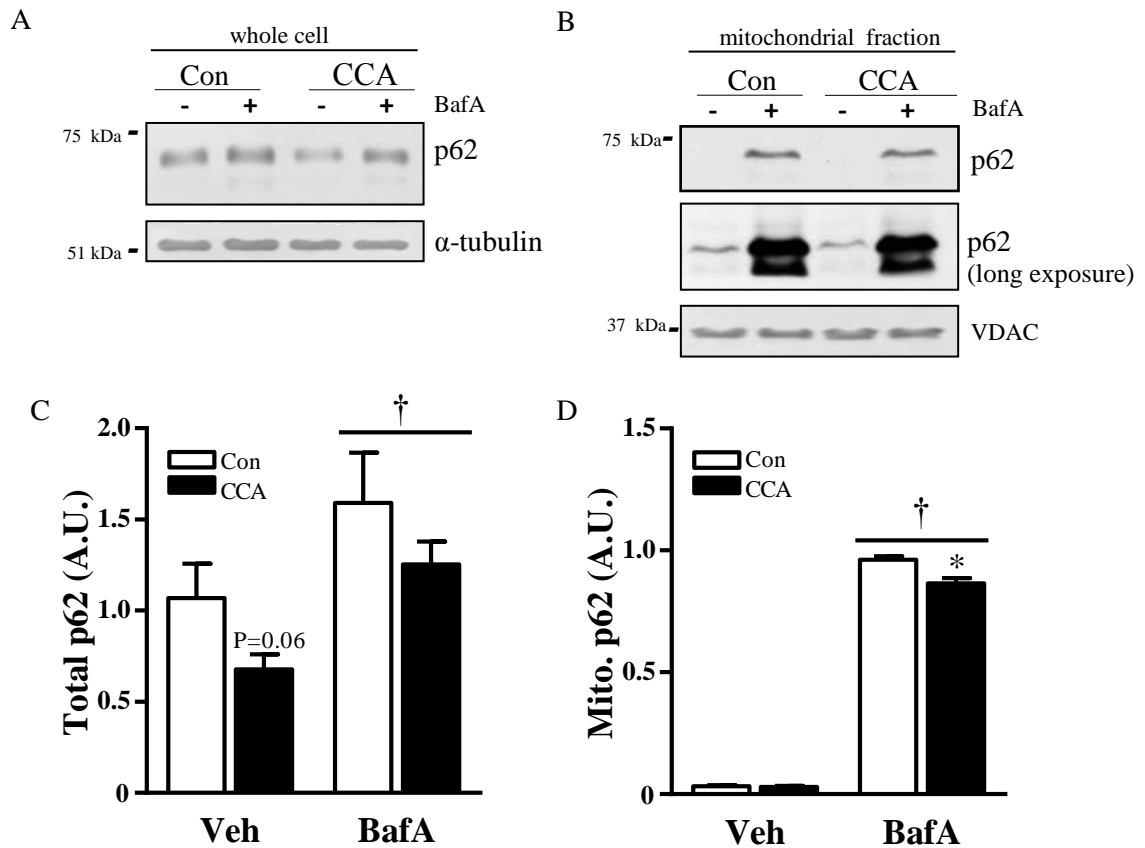 A
whole cell
Con CCA
- + - + BafA
75 kDa
p62
α-tubulin
51 kDa
B
mitochondrial fraction
Con CCA
- + - + BafA
75 kDa
p62
p62
(long exposure)
37 kDa
VDAC
C
†
2.0
1.5
1.0
0.5
0
Total p62 (A.U.)
Con
CCA
P=0.06
Veh BafA
D
†
*
1.5
1.0
0.5
0
Mito. p62 (A.U.)
Con
CCA
Veh BafA